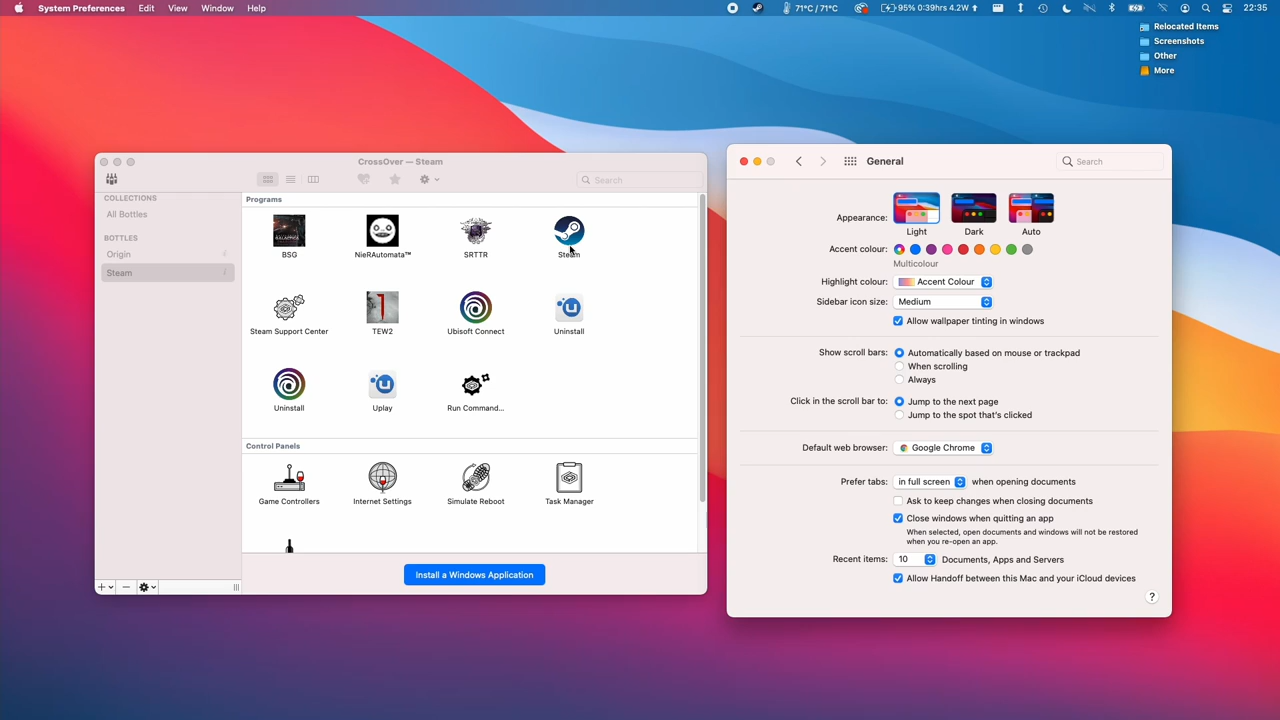 System Preferences Edit View Window Help
71°C / 71°C 95% 0:39hrs 4.2W 22:35
Relocated Items
Screenshots
Other
More
CrossOver — Steam
Search
COLLECTIONS
All Bottles
BOTTLES
Origin
Steam
Programs
BSG NieRAutomata™ SRTTR Steam
Steam Support Center TEW2 Ubisoft Connect Uninstall
Uninstall Uplay Run Command...
Control Panels
Game Controllers Internet Settings Simulate Reboot Task Manager
Install a Windows Application
General
Search
Appearance:
Light Dark Auto
Accent colour:
Multicolour
Highlight colour: Accent Colour
Sidebar icon size: Medium
Allow wallpaper tinting in windows
Show scroll bars: Automatically based on mouse or trackpad
When scrolling
Always
Click in the scroll bar to: Jump to the next page
Jump to the spot that's clicked
Default web browser: Google Chrome
Prefer tabs: in full screen when opening documents
Ask to keep changes when closing documents
Close windows when quitting an app
When selected, open documents and windows will not be restored
when you re-open an app.
Recent items: 10 Documents, Apps and Servers
Allow Handoff between this Mac and your iCloud devices
?